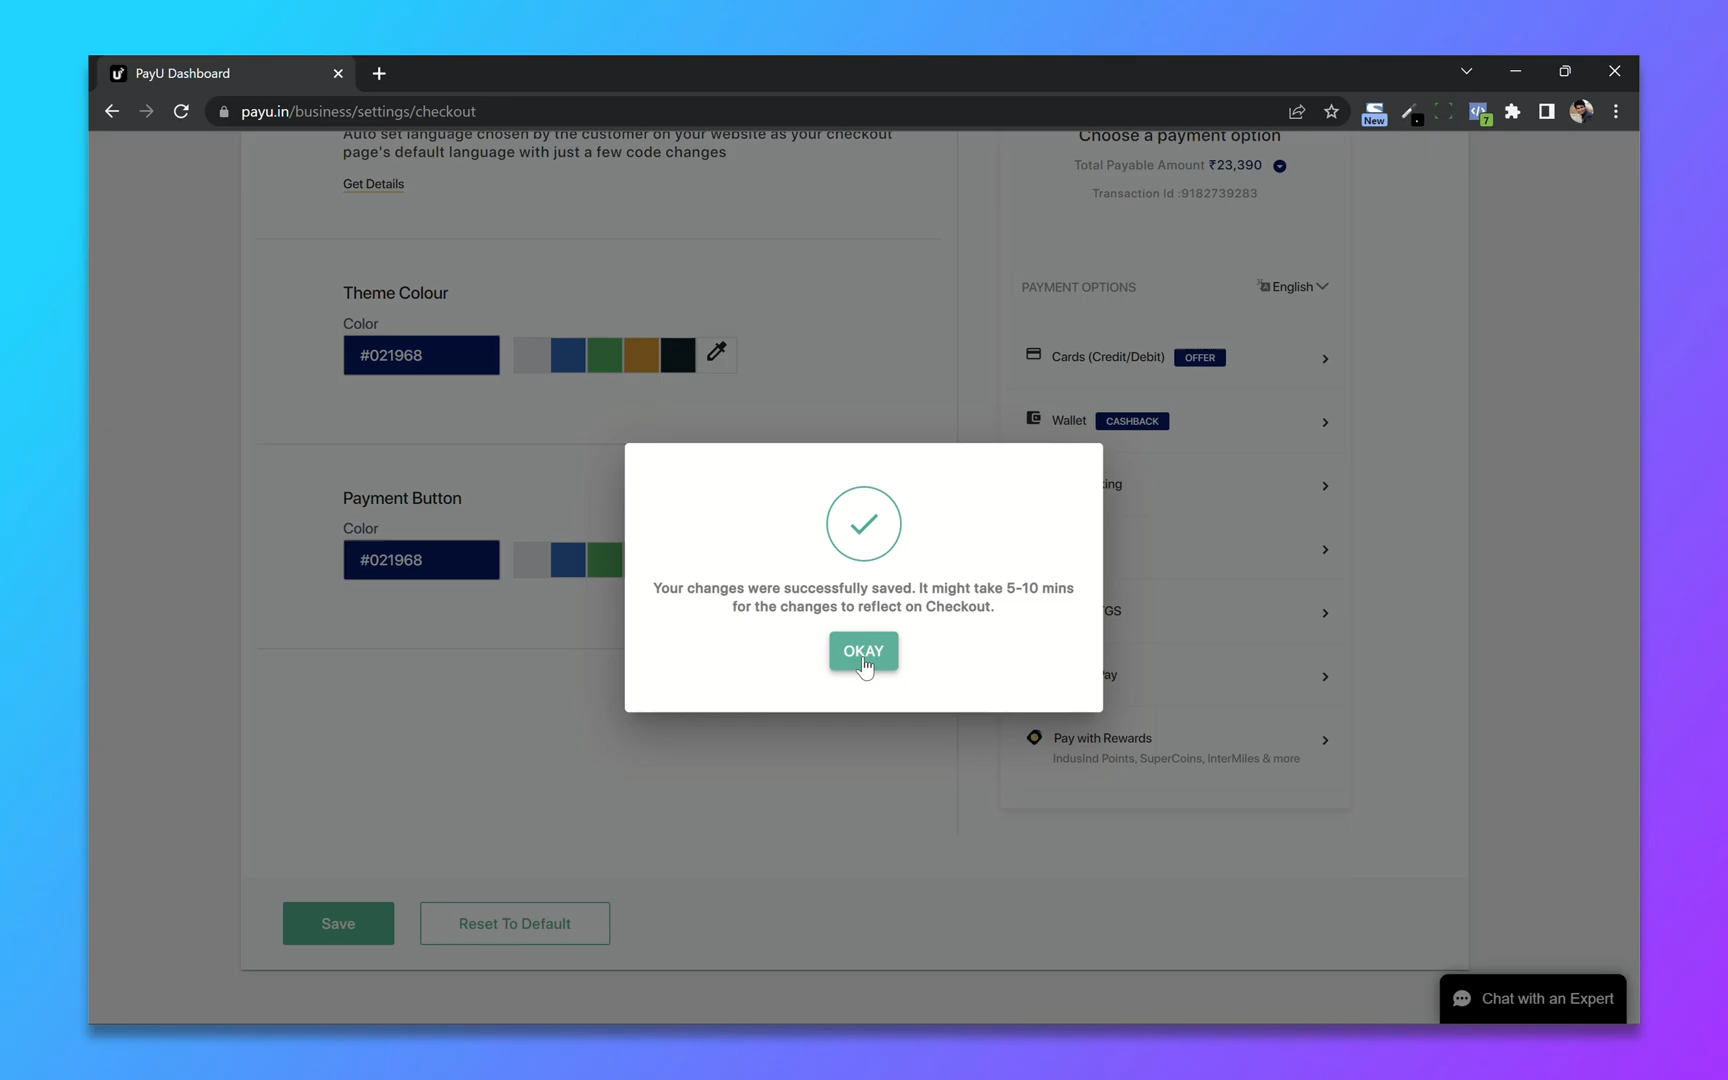 PayU Dashboard
payu.in/business/settings/checkout
New
7
Auto set language chosen by the customer on your website as your checkout
page's default language with just a few code changes
Get Details
Theme Colour
Color
#021968
Payment Button
Color
#021968
Choose a payment option
Total Payable Amount ₹23,390
Transaction Id :9182739283
PAYMENT OPTIONS
English
Cards (Credit/Debit) OFFER
Wallet CASHBACK
Pay with Rewards
IndusInd Points, SuperCoins, InterMiles & more
Your changes were successfully saved. It might take 5-10 mins
for the changes to reflect on Checkout.
OKAY
Save
Reset To Default
Chat with an Expert